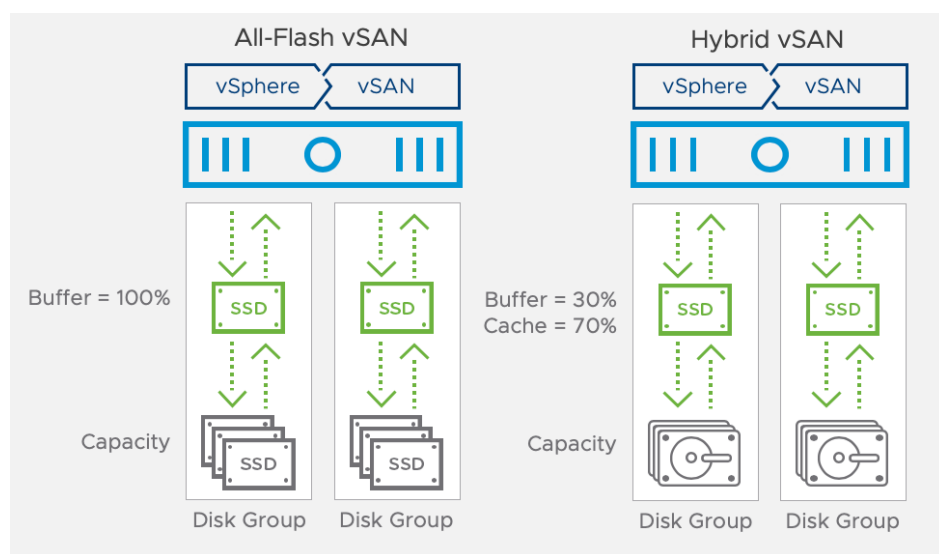 All-Flash vSAN
vSphere vSAN
Buffer = 100%
SSD SSD
Capacity
SSD SSD
Disk Group Disk Group
Hybrid vSAN
vSphere vSAN
Buffer = 30%
Cache = 70%
SSD SSD
Capacity
Disk Group Disk Group